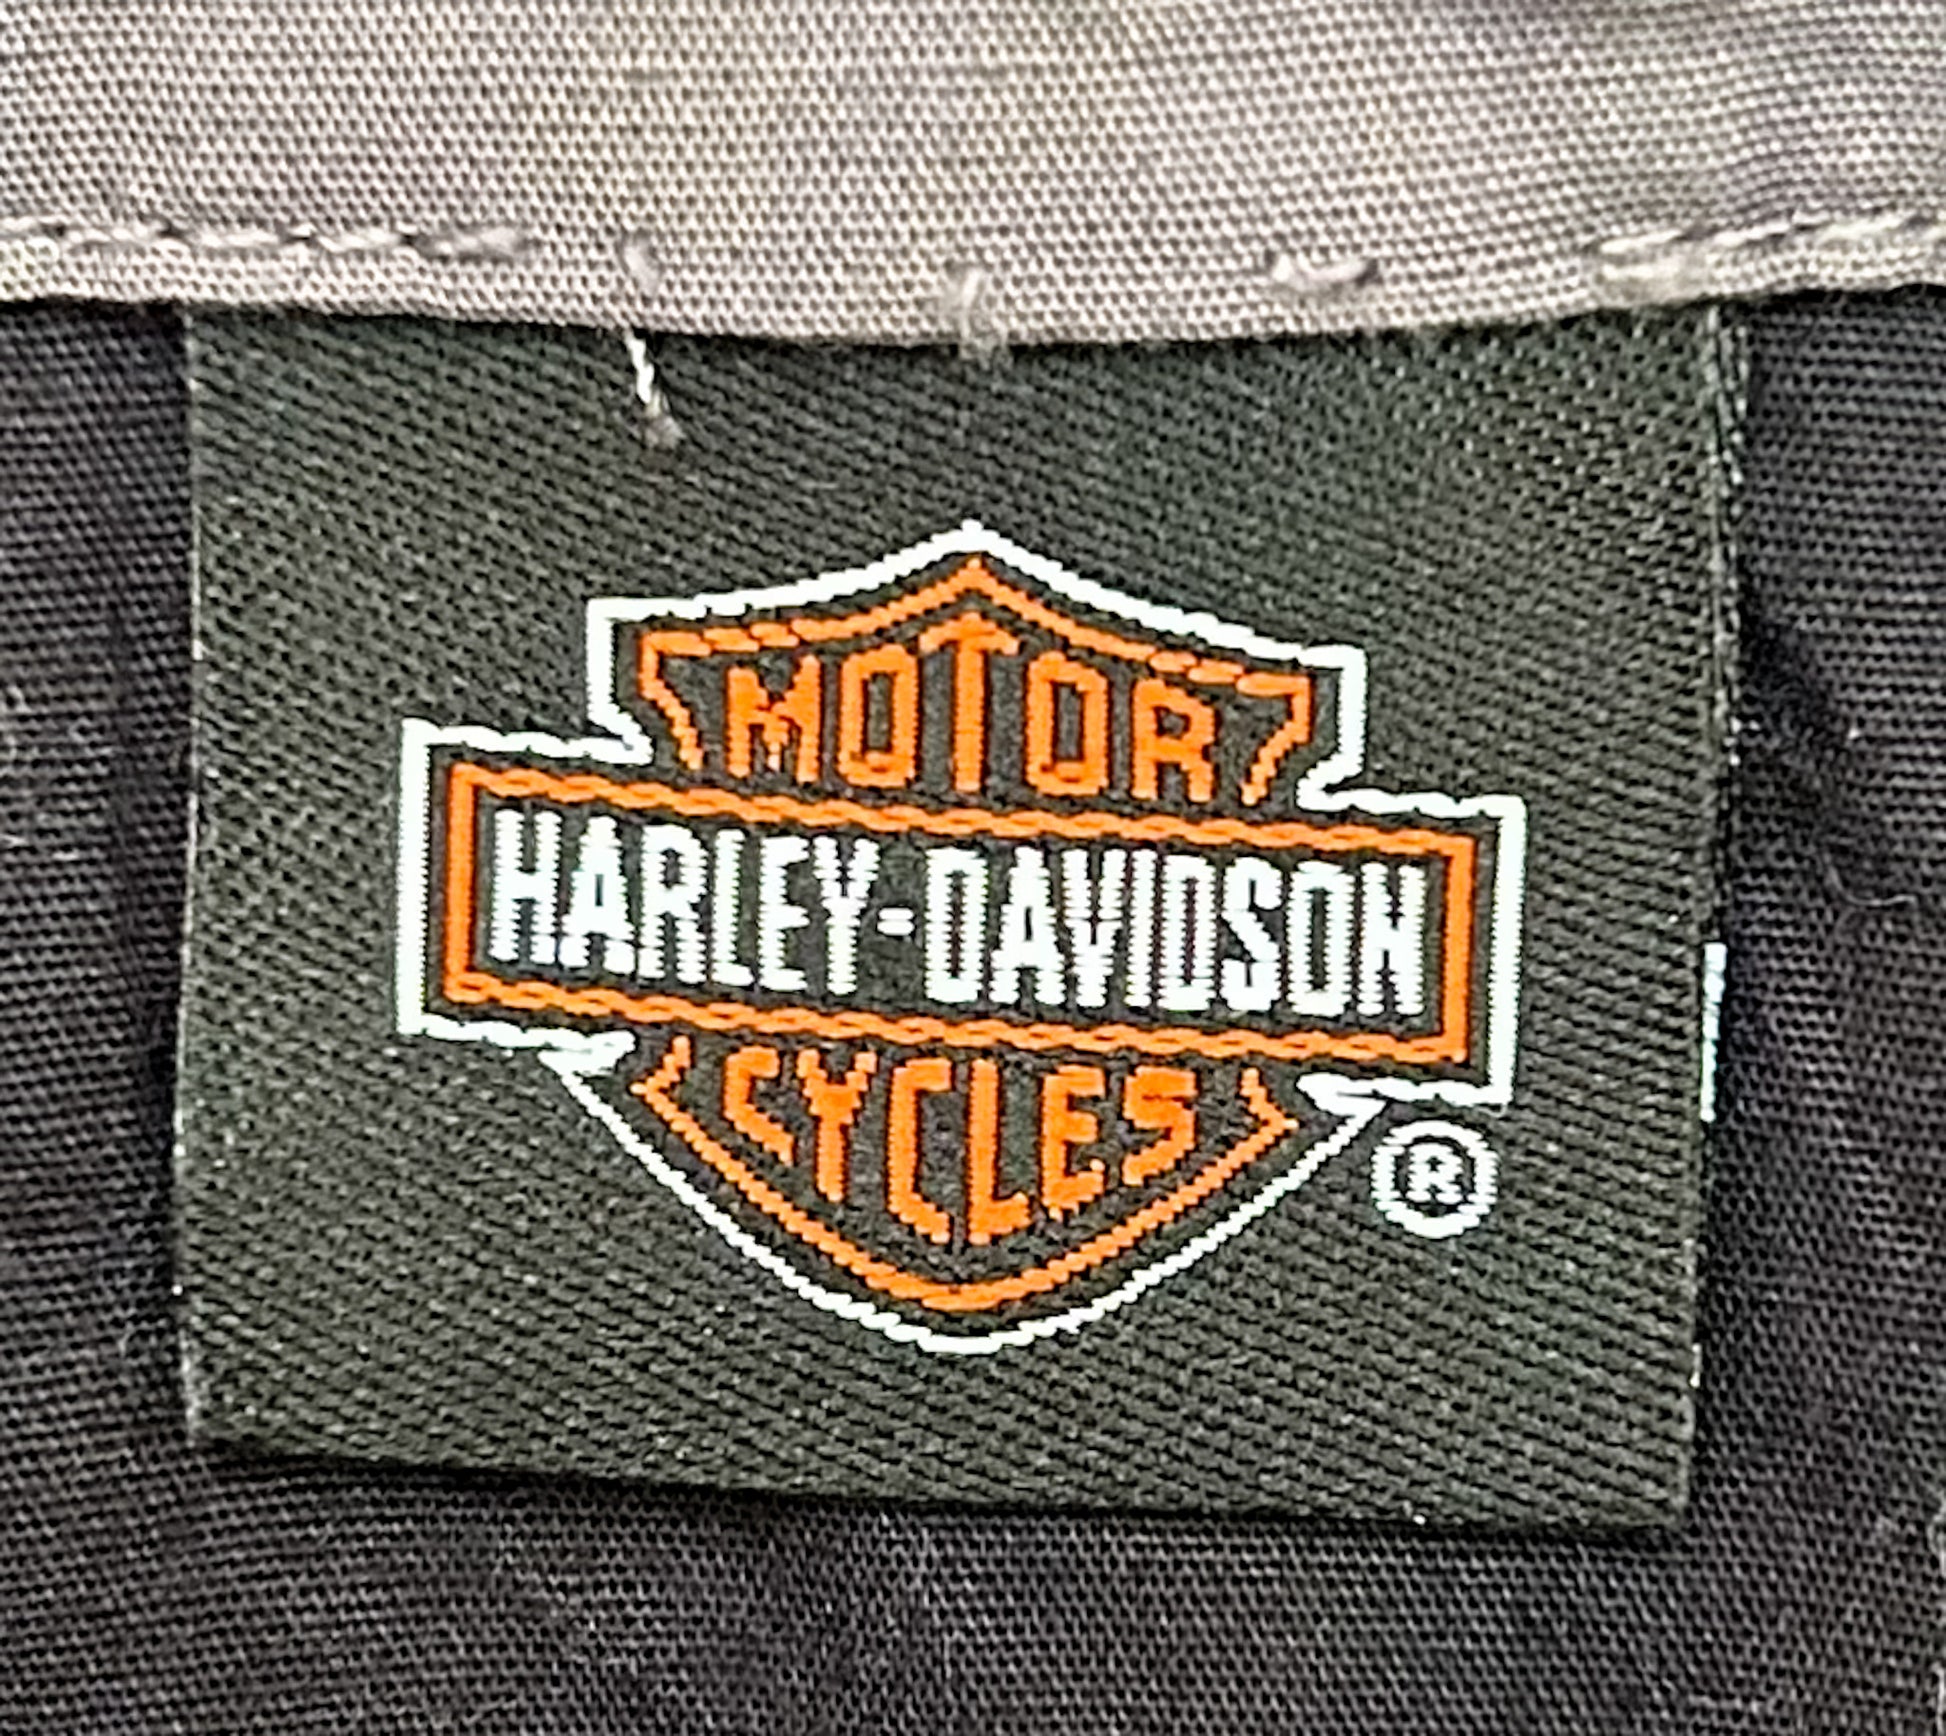 MOTOR
HARLEY-DAVIDSON
CYCLES
®